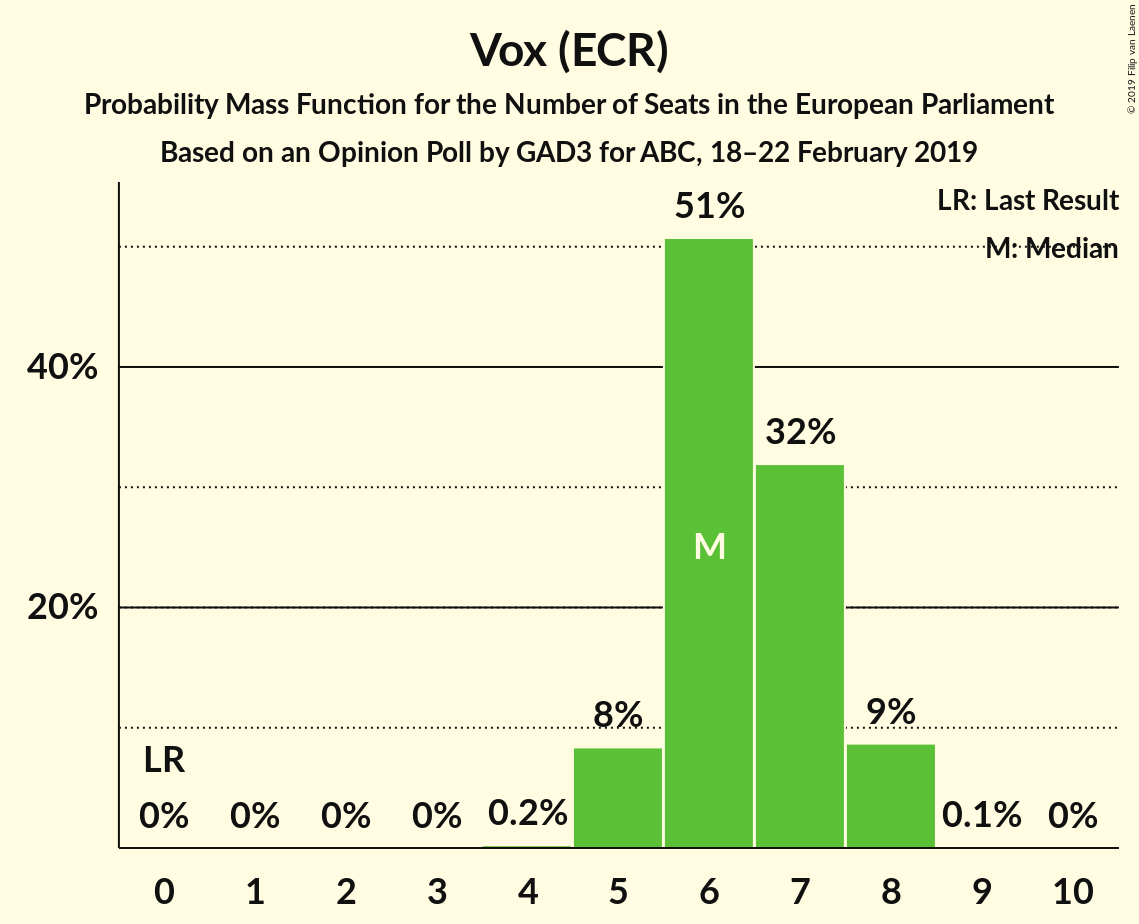 Vox (ECR)
Probability Mass Function for the Number of Seats in the European Parliament
Based on an Opinion Poll by GAD3 for ABC, 18–22 February 2019
© 2019 Filip van Laenen
LR: Last Result
M: Median
51%
40%
32%
M
20%
8%
9%
LR
0% 0% 0% 0% 0.2% 0.1% 0%
0 1 2 3 4 5 6 7 8 9 10